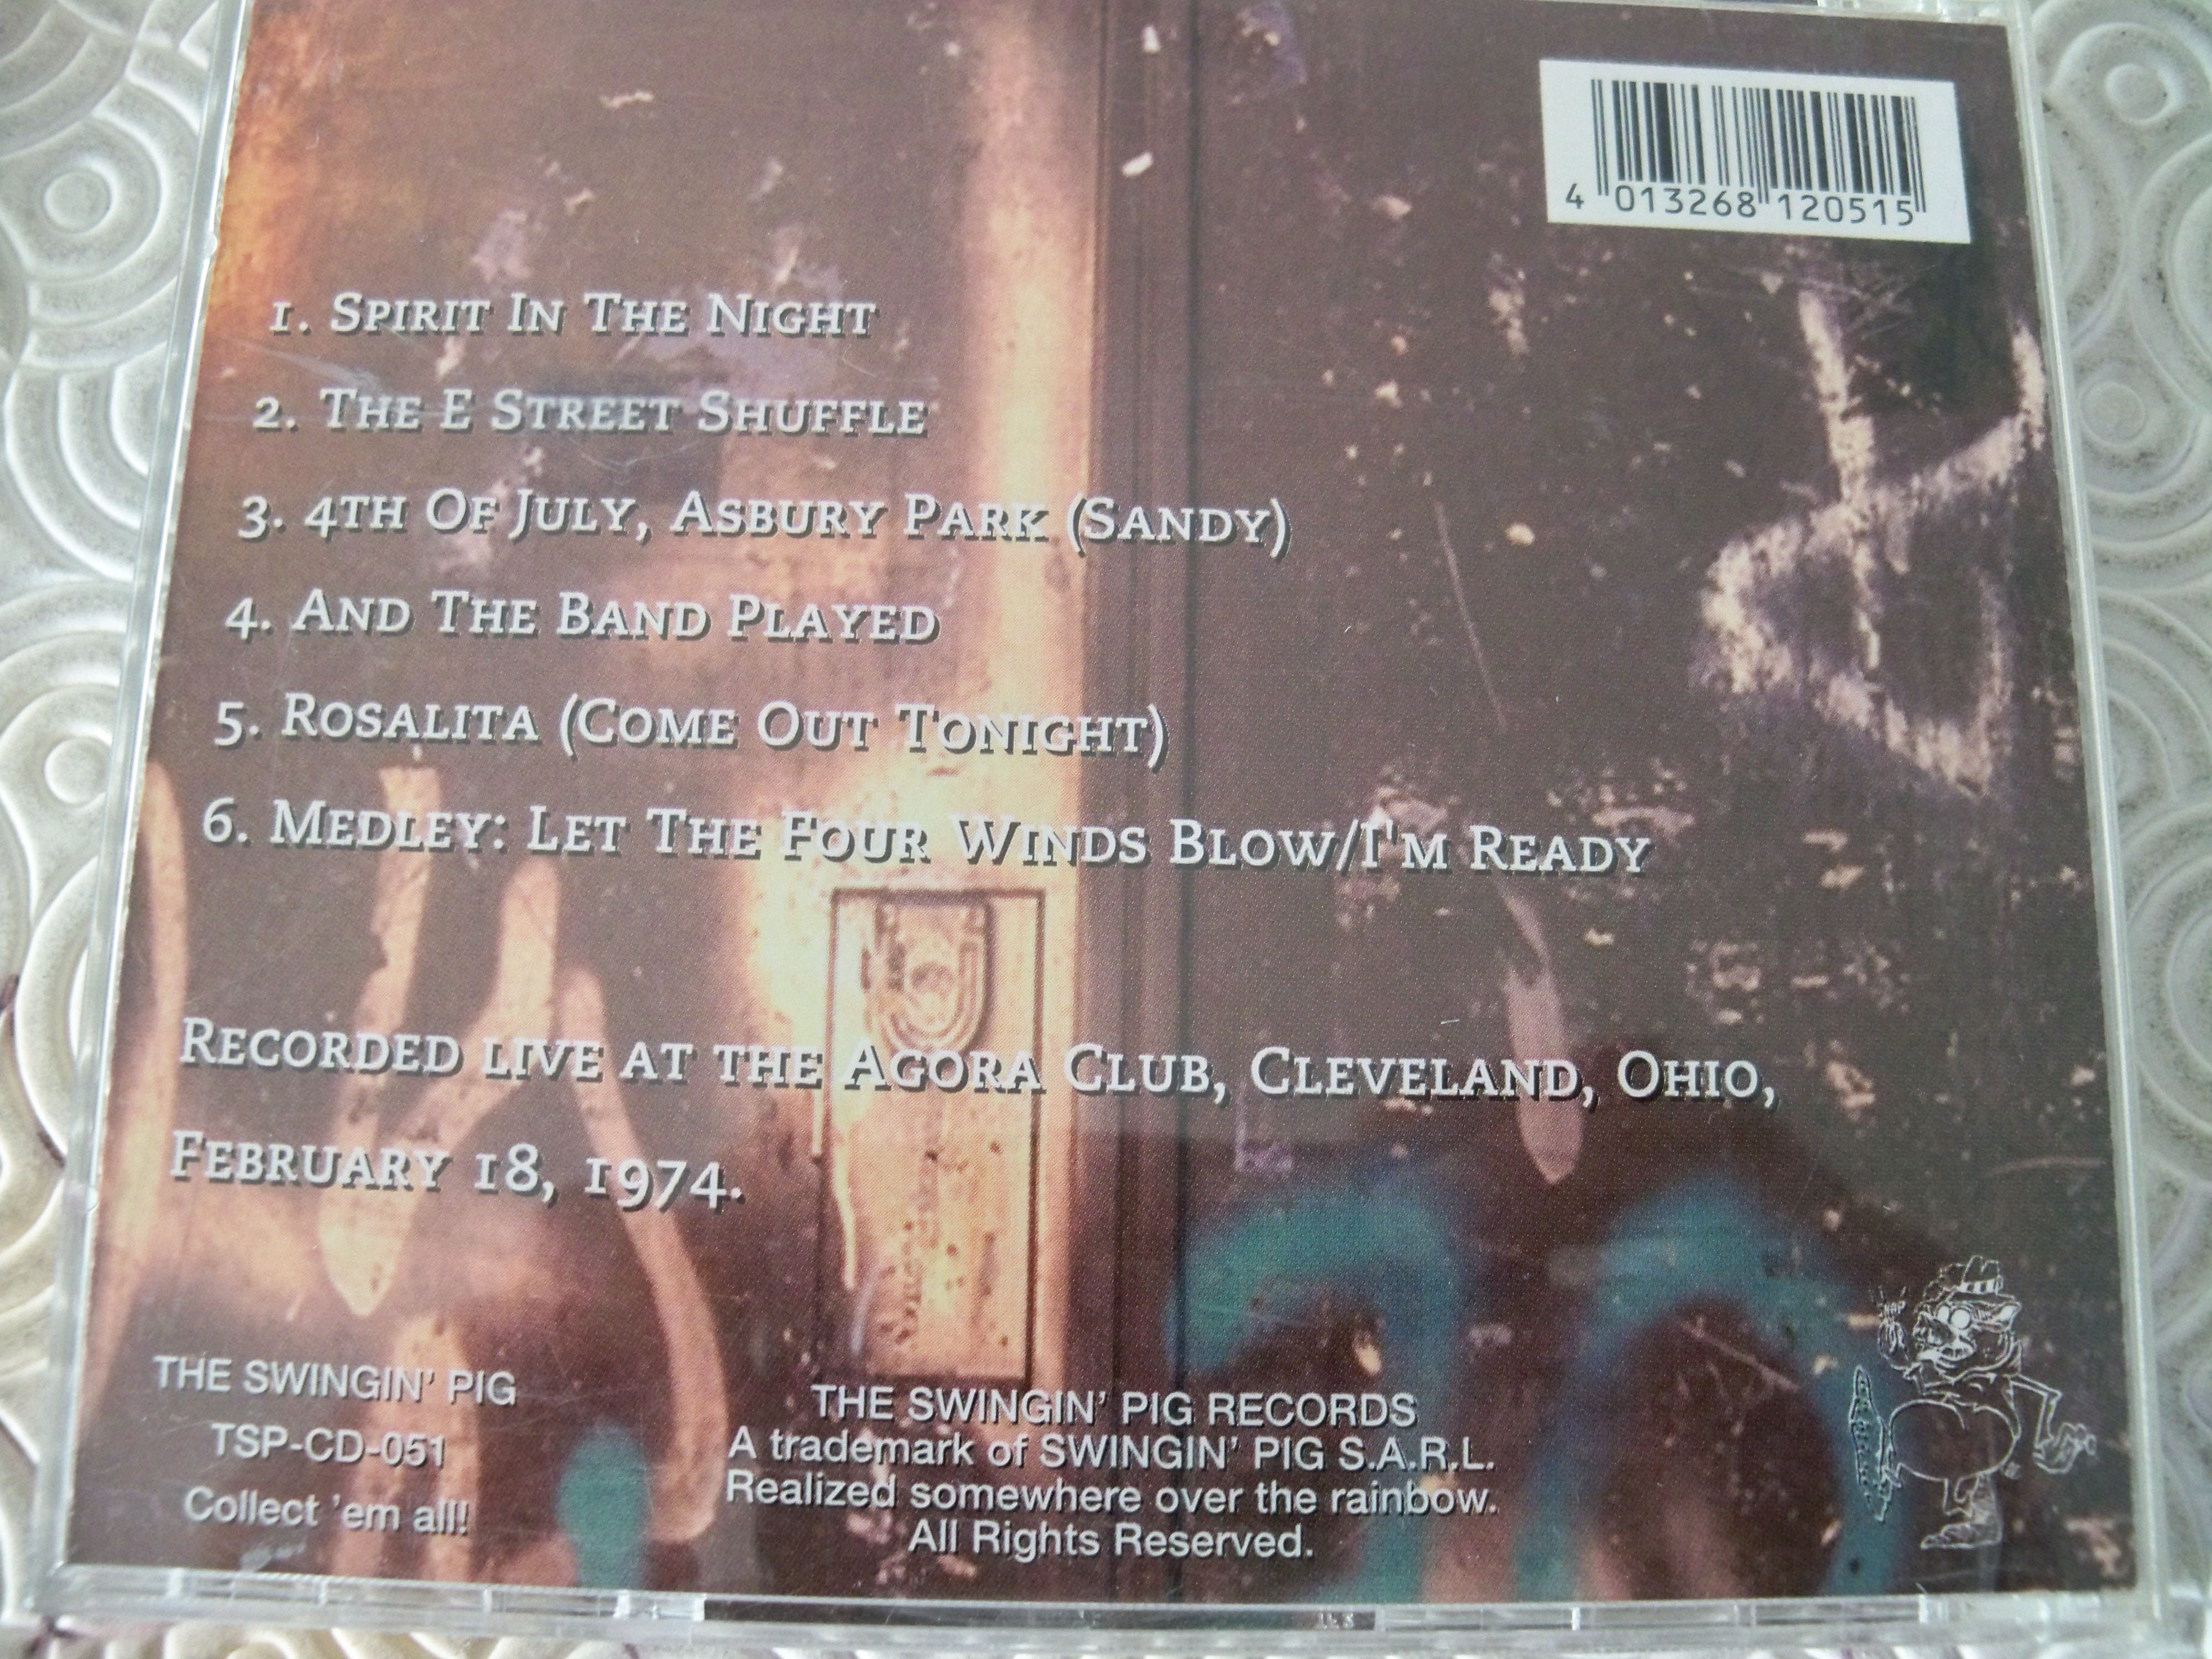 4 013268 120515
1. Spirit In The Night
2. The E Street Shuffle
3. 4th Of July, Asbury Park (Sandy)
4. And The Band Played
5. Rosalita (Come Out Tonight)
6. Medley: Let The Four Winds Blow/I'm Ready
Recorded live at the Agora Club, Cleveland, Ohio,
February 18, 1974.
SNAP
THE SWINGIN' PIG
TSP-CD-051
Collect 'em all!
THE SWINGIN' PIG RECORDS
A trademark of SWINGIN' PIG S.A.R.L.
Realized somewhere over the rainbow.
All Rights Reserved.